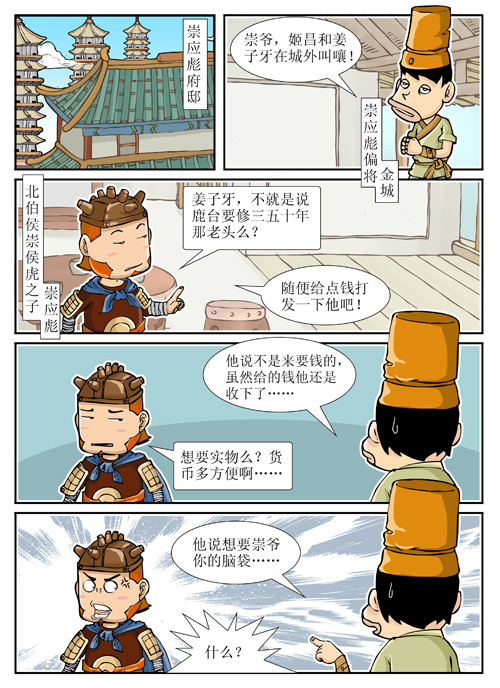 崇应彪府邸
崇爷，姬昌和姜
子牙在城外叫嚷！
崇应彪偏将
金城
北伯侯崇侯虎之子
崇应彪
姜子牙，不就是说
鹿台要修三五十年
那老头么？
随便给点钱打
发一下他吧！
他说不是来要钱的，
虽然给的钱他还是
收下了……
想要实物么？货
币多方便啊……
他说想要崇爷
你的脑袋……
什么？